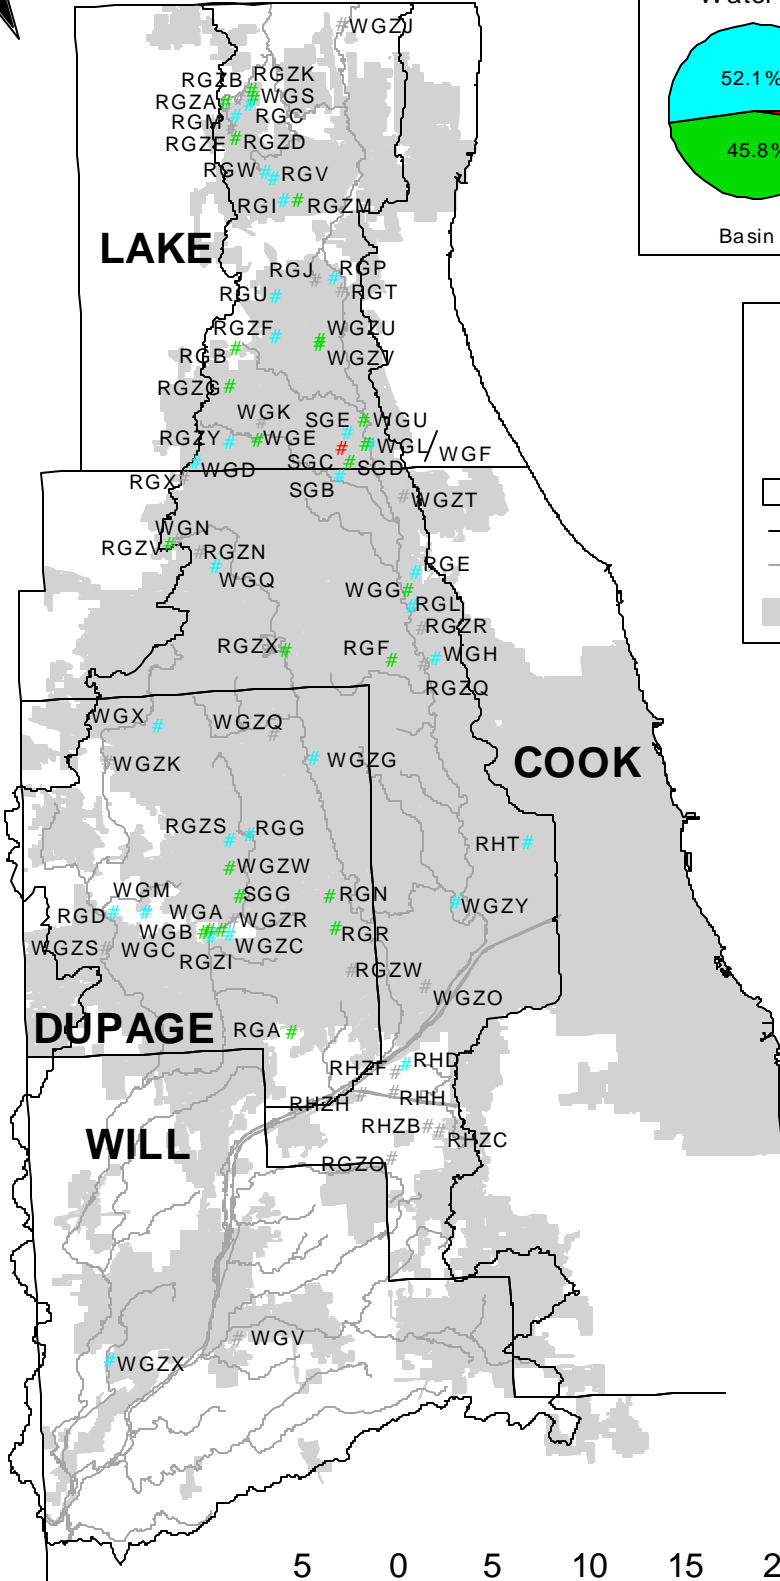 Water
WGZJ
52.1%
45.8%
Basin
RGZB RGZK
RGZA WGS
RGM RGC
RGZE RGZD
RGW RGV
RGI RGZM
LAKE
RGJ RGP
RGU RGT
RGZF WGZU
RGB WGZV
RGZG
WGK SGE WGU
RGZY WGE WGL/WGF
WGD SGC SGD
RGX SGB WGZT
WGN
RGZV RGZN
WGQ
RGE
WGG RGL
RGZR
RGZX RGF WGH
RGZQ
WGX WGZQ
WGZK WGZG
COOK
RGZS RGG RHT
WGZW
WGM SGG RGN
RGD WGA WGZR WGZY
WGB RGR
WGZS WGC WGZC
RGZI RGZW
WGZO
DUPAGE RGA
RHZF RHD
RHZH RHH
RHZB RHZC
WILL
RGZO
WGV
WGZX
5 0 5 10 15 2